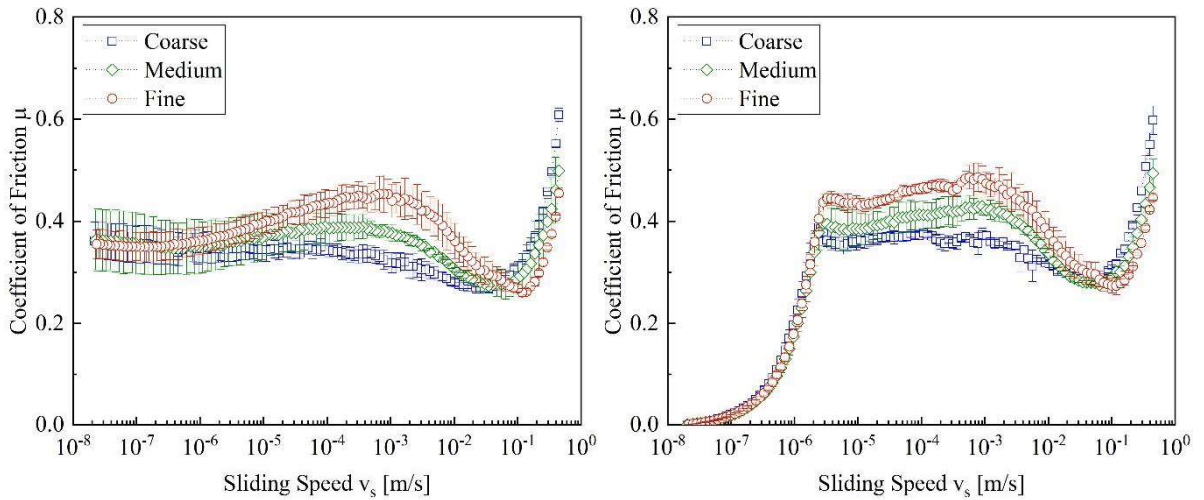 0.8
Coarse
Medium
Fine
0.6
0.4
0.2
0.0
Coefficient of Friction μ
10⁻⁸ 10⁻⁷ 10⁻⁶ 10⁻⁵ 10⁻⁴ 10⁻³ 10⁻² 10⁻¹ 10⁰
Sliding Speed vₛ [m/s]
0.8
Coarse
Medium
Fine
0.6
0.4
0.2
0.0
Coefficient of Friction μ
10⁻⁸ 10⁻⁷ 10⁻⁶ 10⁻⁵ 10⁻⁴ 10⁻³ 10⁻² 10⁻¹ 10⁰
Sliding Speed vₛ [m/s]